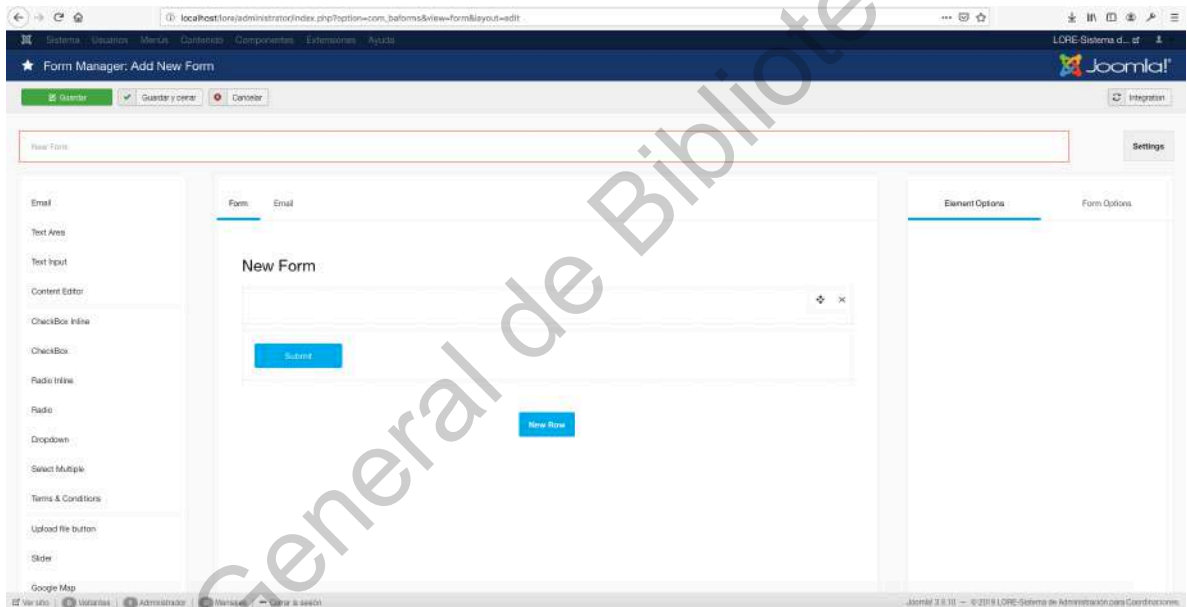 localhost/lore/administrator/index.php?option=com_baforms&view=form&layout=edit
Sistema Usuarios Menús Contenido Componentes Extensiones Ayuda
LORE-Sistema d...
Form Manager: Add New Form
Joomla!
Guardar
Guardar y cerrar
Cancelar
Integration
New Form
Settings
Email
Text Area
Text Input
Content Editor
CheckBox Inline
CheckBox
Radio Inline
Radio
Dropdown
Select Multiple
Terms & Conditions
Upload file button
Slider
Google Map
Form Email
New Form
Submit
New Row
Element Options Form Options
Ver sitio Visitantes Administrador Mensajes Cerrar la sesión
Joomla! 3.8.10 — © 2018 LORE-Sistema de Administración para Coordinaciones
General de Bibliote